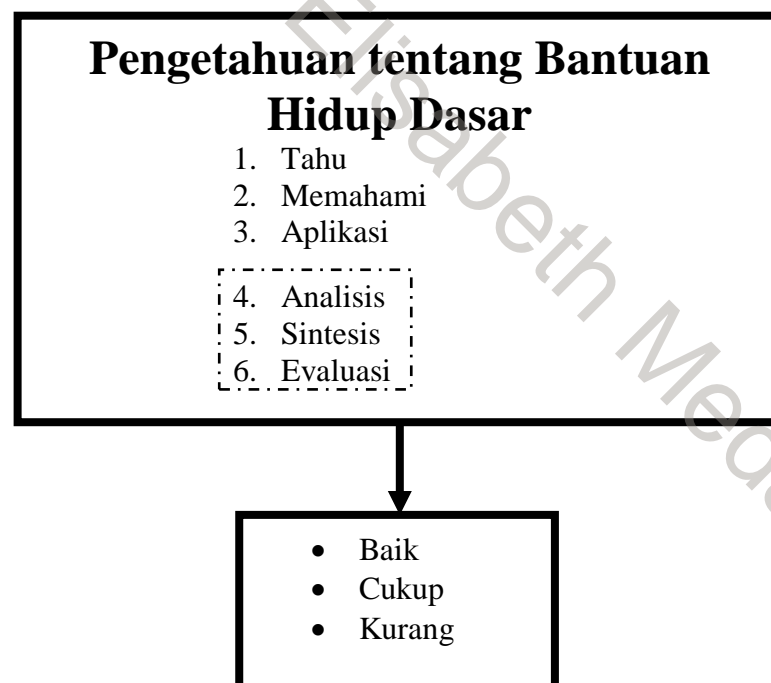 Pengetahuan tentang Bantuan
Hidup Dasar
1. Tahu
2. Memahami
3. Aplikasi
4. Analisis
5. Sintesis
6. Evaluasi
• Baik
• Cukup
• Kurang
Elisabeth